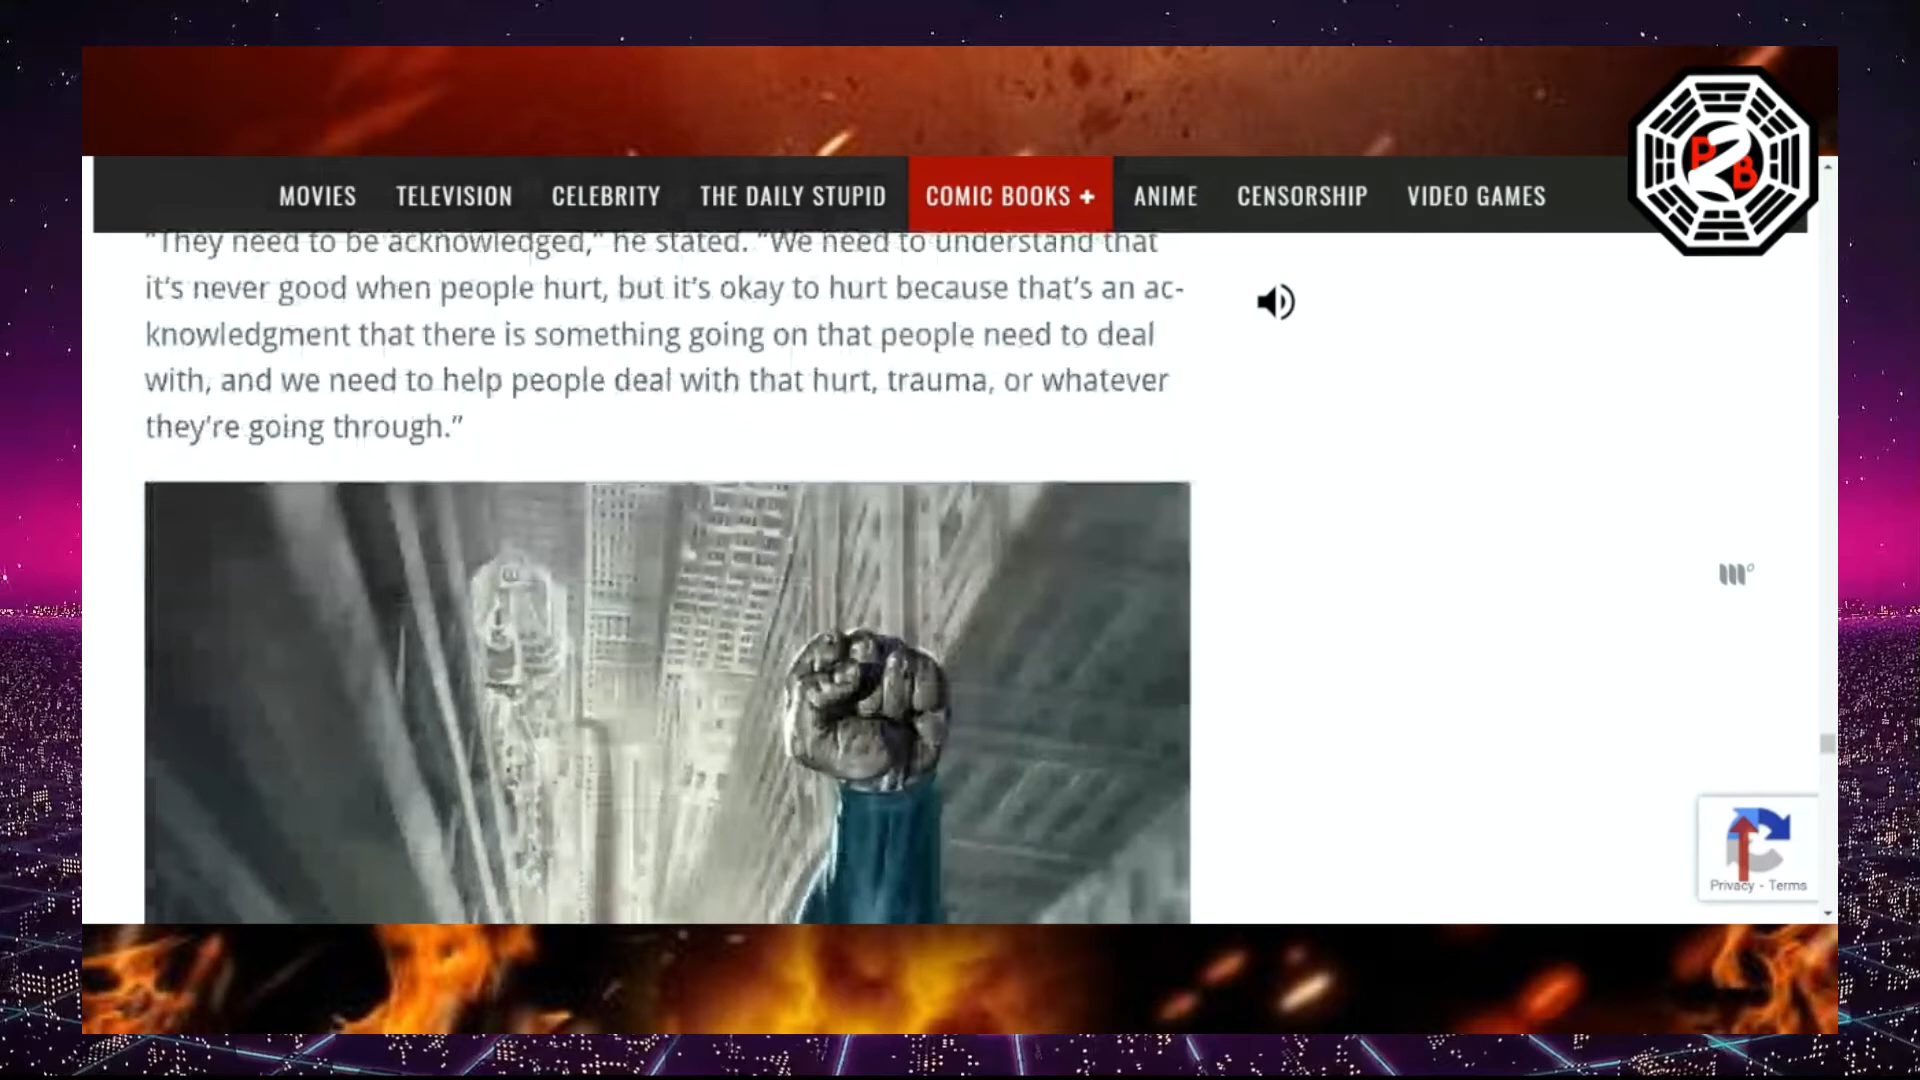 MOVIES TELEVISION CELEBRITY THE DAILY STUPID COMIC BOOKS + ANIME CENSORSHIP VIDEO GAMES
P 2 B
“They need to be acknowledged,” he stated. “We need to understand that
it’s never good when people hurt, but it’s okay to hurt because that’s an ac-
knowledgment that there is something going on that people need to deal
with, and we need to help people deal with that hurt, trauma, or whatever
they’re going through.”
Privacy - Terms